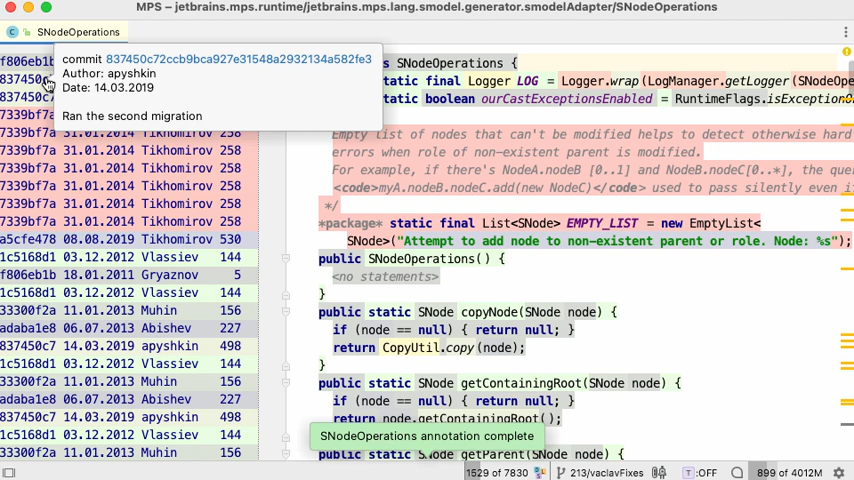 MPS – jetbrains.mps.runtime/jetbrains.mps.lang.smodel.generator.smodelAdapter/SNodeOperations
C SNodeOperations
commit 837450c72ccb9bca927e31548a2932134a582fe3
Author: apyshkin
Date: 14.03.2019
Ran the second migration
f806eb1b s SNodeOperations {
837450c tatic final Logger LOG = Logger.wrap(LogManager.getLogger(SNodeOpe
837450c7 tatic boolean ourCastExceptionsEnabled = RuntimeFlags.isException
7339bf7a
7339bf7a 31.01.2014 Tikhomirov 258 Empty list of nodes that can't be modified helps to detect otherwise hard
7339bf7a 31.01.2014 Tikhomirov 258 errors when role of non-existent parent is modified.
7339bf7a 31.01.2014 Tikhomirov 258 For example, if there's NodeA.nodeB [0..1] and NodeB.nodeC[0..*], the que
7339bf7a 31.01.2014 Tikhomirov 258 <code>myA.nodeB.nodeC.add(new NodeC)</code> used to pass silently even i
7339bf7a 31.01.2014 Tikhomirov 258 */
7339bf7a 31.01.2014 Tikhomirov 258 *package* static final List<SNode> EMPTY_LIST = new EmptyList<
a5cfe478 08.08.2019 Tikhomirov 530 SNode>("Attempt to add node to non-existent parent or role. Node: %s");
1c5168d1 03.12.2012 Vlassiev 144 public SNodeOperations() {
f806eb1b 18.01.2011 Gryaznov 5 <no statements>
1c5168d1 03.12.2012 Vlassiev 144 }
33300f2a 11.01.2013 Muhin 156 public static SNode copyNode(SNode node) {
adaba1e8 06.07.2013 Abishev 227 if (node == null) { return null; }
837450c7 14.03.2019 apyshkin 498 return CopyUtil.copy(node);
1c5168d1 03.12.2012 Vlassiev 144 }
33300f2a 11.01.2013 Muhin 156 public static SNode getContainingRoot(SNode node) {
adaba1e8 06.07.2013 Abishev 227 if (node == null) { return null; }
837450c7 14.03.2019 apyshkin 498 return node.getContainingRoot();
1c5168d1 03.12.2012 Vlassiev 144
SNodeOperations annotation complete
33300f2a 11.01.2013 Muhin 156 public static SNode getParent(SNode node) {
1529 of 7830 213/vaclavFixes T :OFF 899 of 4012M